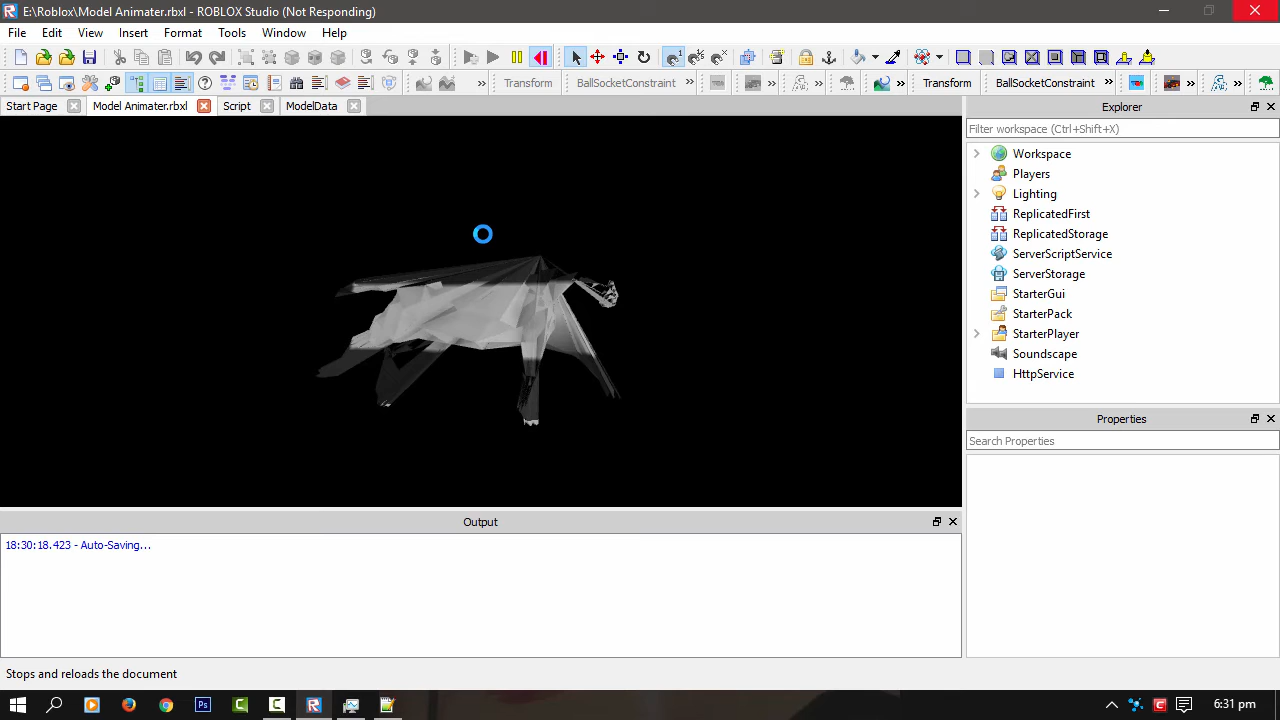 E:\Roblox\Model Animater.rbxl - ROBLOX Studio (Not Responding)
File Edit View Insert Format Tools Window Help
Transform BallSocketConstraint Transform BallSocketConstraint
Start Page Model Animater.rbxl Script ModelData
Explorer
Filter workspace (Ctrl+Shift+X)
Workspace
Players
Lighting
ReplicatedFirst
ReplicatedStorage
ServerScriptService
ServerStorage
StarterGui
StarterPack
StarterPlayer
Soundscape
HttpService
Properties
Search Properties
Output
18:30:18.423 - Auto-Saving...
Stops and reloads the document
Ps
6:31 pm